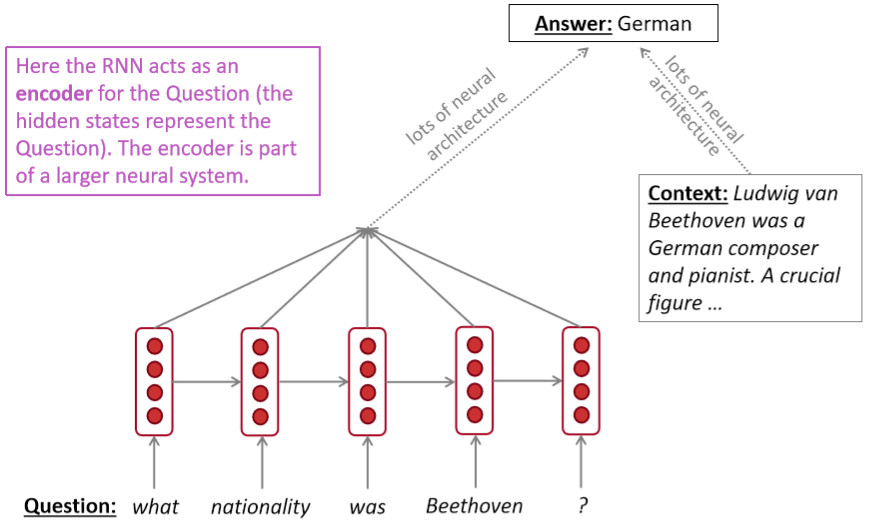 Answer: German
Here the RNN acts as an
encoder for the Question (the
hidden states represent the
Question). The encoder is part
of a larger neural system.
lots of neural
architecture
lots of neural
architecture
Context: Ludwig van
Beethoven was a
German composer
and pianist. A crucial
figure …
Question: what nationality was Beethoven ?